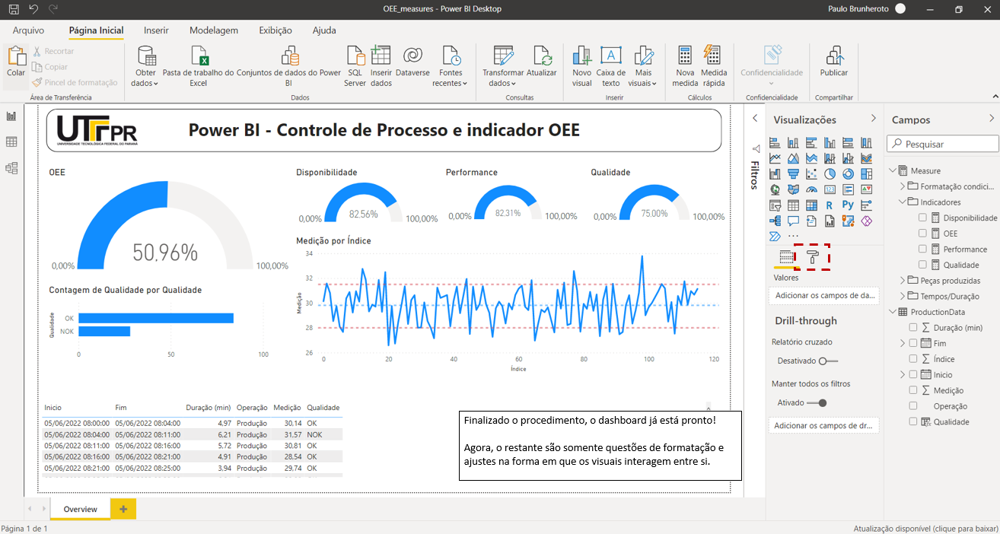 OEE_measures - Power BI Desktop
Paulo Brunheroto
Arquivo Página Inicial Inserir Modelagem Exibição Ajuda
Colar
Recortar
Copiar
Pincel de formatação
Área de Transferência
Obter dados
Pasta de trabalho do Excel
Conjuntos de dados do Power BI
SQL Server
Inserir dados
Dataverse
Fontes recentes
Dados
Transformar dados
Atualizar
Consultas
Novo visual
Caixa de texto
Mais visuais
Inserir
Nova medida
Medida rápida
Cálculos
Confidencialidade
Confidencialidade
Publicar
Compartilhar
UTFPR
UNIVERSIDADE TECNOLÓGICA FEDERAL DO PARANÁ
Power BI - Controle de Processo e indicador OEE
OEE
50,96%
0,00% 100,00%
Disponibilidade
82.56%
0,00% 100,00%
Performance
82.31%
0,00% 100,00%
Qualidade
75.00%
0,00% 100,00%
Contagem de Qualidade por Qualidade
Qualidade
OK
NOK
0 50 100
Medição por Índice
Medição
34
32
30
28
26
0 20 40 60 80 100 120
Índice
Inicio Fim Duração (min) Operação Medição Qualidade
05/06/2022 08:00:00 05/06/2022 08:04:00 4,97 Produção 30.14 OK
05/06/2022 08:04:00 05/06/2022 08:11:00 6,21 Produção 31,57 NOK
05/06/2022 08:11:00 05/06/2022 08:16:00 5,72 Produção 30.81 OK
05/06/2022 08:16:00 05/06/2022 08:21:00 4,91 Produção 28,54 OK
05/06/2022 08:21:00 05/06/2022 08:25:00 3,94 Produção 29,74 OK
Finalizado o procedimento, o dashboard já está pronto!
Agora, o restante são somente questões de formatação e
ajustes na forma em que os visuais interagem entre si.
Filtros
Visualizações
123
R
Py
Valores
Adicionar os campos de da...
Drill-through
Relatório cruzado
Desativado
Manter todos os filtros
Ativado
Adicionar os campos de dr...
Campos
Pesquisar
Measure
Formatação condici...
Indicadores
Disponibilidade
OEE
Performance
Qualidade
Peças produzidas
Tempos/Duração
ProductionData
Duração (min)
Fim
Índice
Inicio
Medição
Operação
Qualidade
Overview
Página 1 de 1
Atualização disponível (clique para baixar)